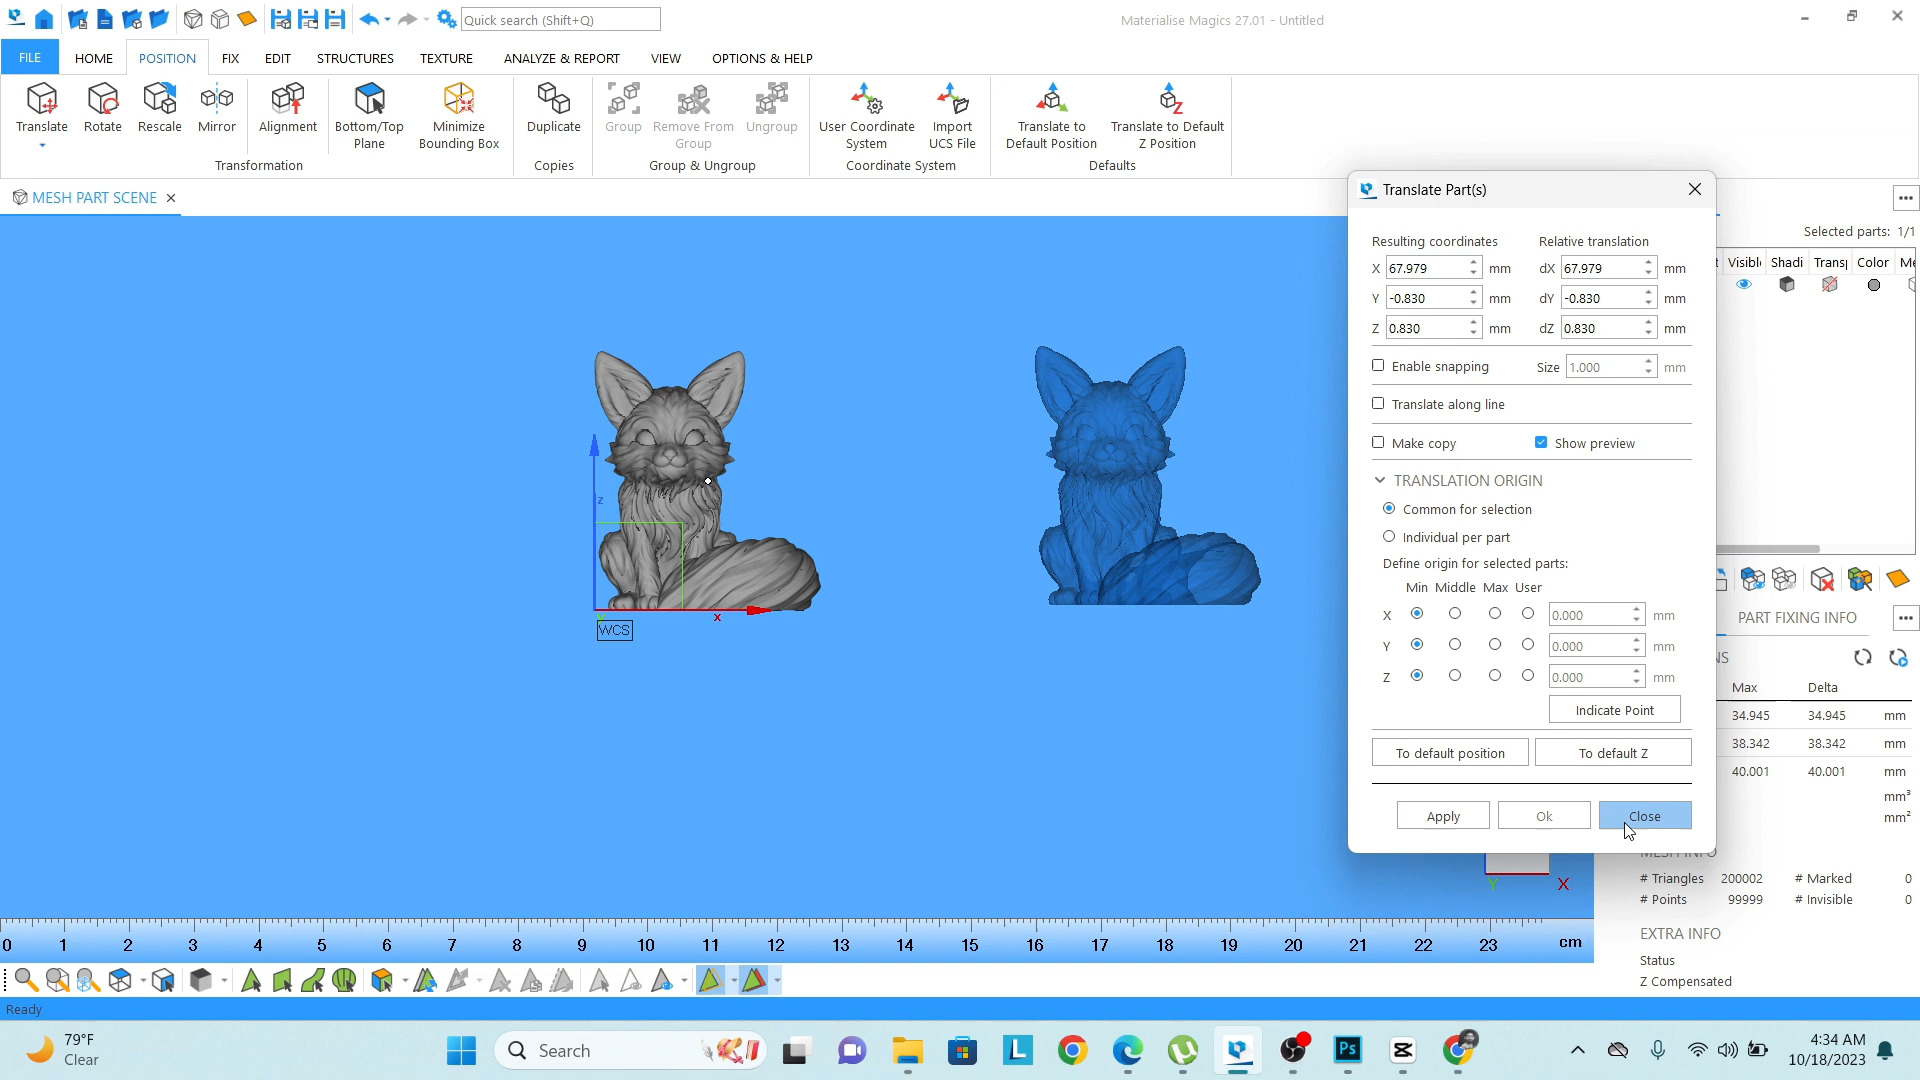 Quick search (Shift+Q)
Materialise Magics 27.01 - Untitled
FILE HOME POSITION FIX EDIT STRUCTURES TEXTURE ANALYZE & REPORT VIEW OPTIONS & HELP
Translate Rotate Rescale Mirror Alignment Bottom/Top Plane Minimize Bounding Box Duplicate Group Remove From Group Ungroup User Coordinate System Import UCS File Translate to Default Position Translate to Default Z Position
Transformation Copies Group & Ungroup Coordinate System Defaults
MESH PART SCENE
Translate Part(s)
Selected parts: 1/1
Resulting coordinates Relative translation
Visibl Shadi Transp Color Me
X 67.979 mm dX 67.979 mm
Y -0.830 mm dY -0.830 mm
Z 0.830 mm dZ 0.830 mm
Enable snapping Size 1.000 mm
Translate along line
Make copy Show preview
TRANSLATION ORIGIN
Common for selection
Individual per part
Define origin for selected parts:
Min Middle Max User
X 0.000 mm
Y 0.000 mm
Z 0.000 mm
Indicate Point
To default position To default Z
Apply Ok Close
z
x
WCS
PART FIXING INFO
NS
Max Delta
34.945 34.945 mm
38.342 38.342 mm
40.001 40.001 mm
mm³
mm²
MESH INFO
# Triangles 200002 # Marked 0
# Points 99999 # Invisible 0
EXTRA INFO
Status
Z Compensated
Y X
0 1 2 3 4 5 6 7 8 9 10 11 12 13 14 15 16 17 18 19 20 21 22 23 cm
Ready
79°F
Clear
Search
L
Ps
4:34 AM
10/18/2023